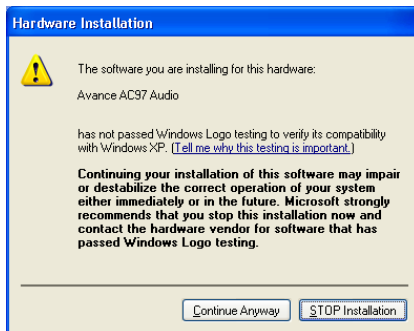 Hardware Installation
The software you are installing for this hardware:
Avance AC97 Audio
has not passed Windows Logo testing to verify its compatibility
with Windows XP. (Tell me why this testing is important.)
Continuing your installation of this software may impair
or destabilize the correct operation of your system
either immediately or in the future. Microsoft strongly
recommends that you stop this installation now and
contact the hardware vendor for software that has
passed Windows Logo testing.
Continue Anyway
STOP Installation